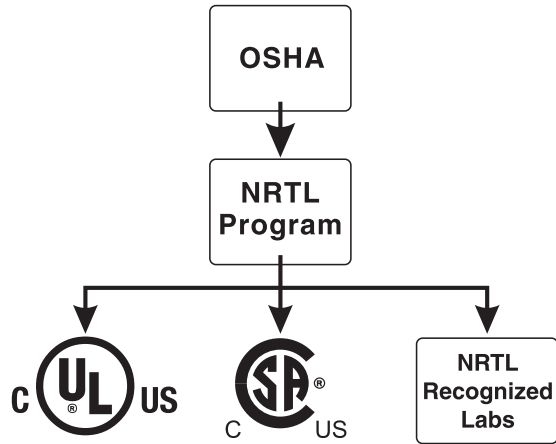 OSHA
NRTL
Program
C UL ® US
CSA ®
C US
NRTL
Recognized
Labs